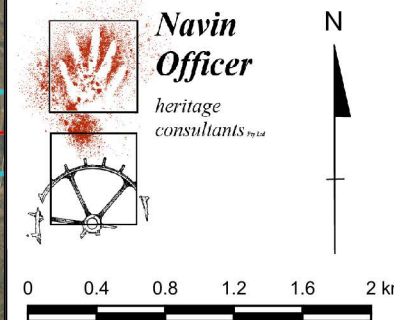 Navin
Officer
heritage
consultants Pty Ltd
N
0 0.4 0.8 1.2 1.6 2 km